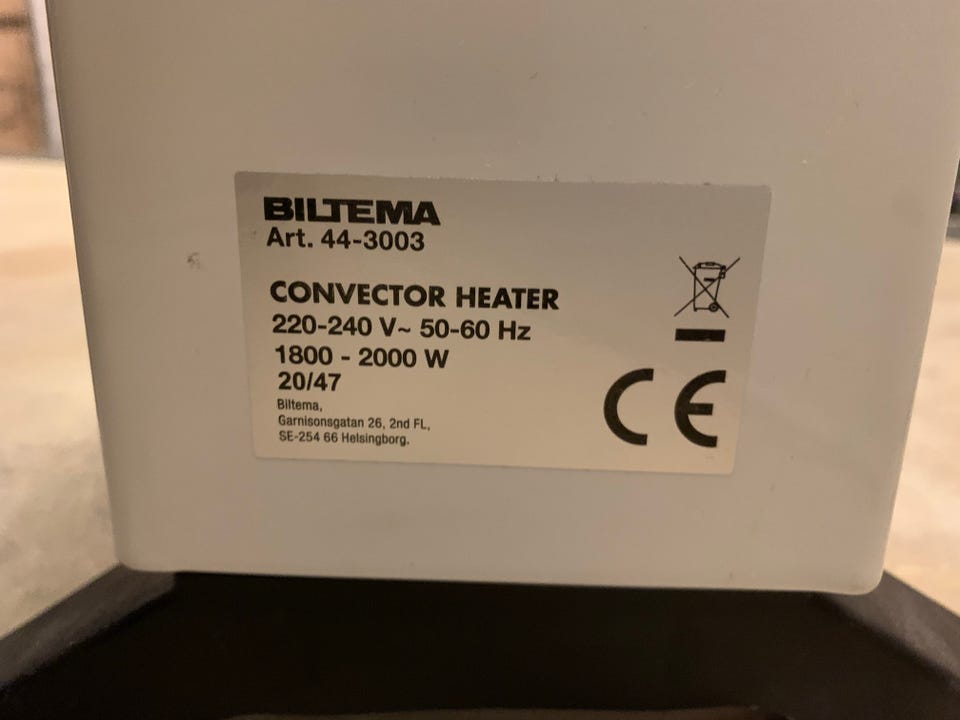 BILTEMA
Art. 44-3003
CONVECTOR HEATER
220-240 V~ 50-60 Hz
1800 - 2000 W
20/47
Biltema,
Garnisonsgatan 26, 2nd FL,
SE-254 66 Helsingborg.
CE